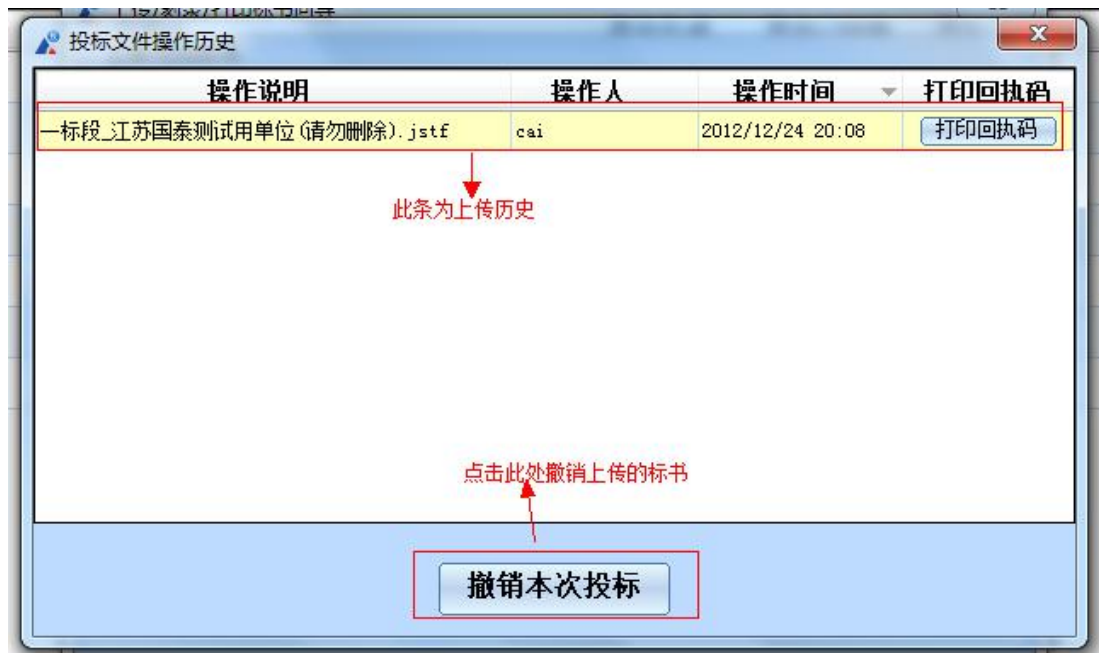 投标文件操作历史
操作说明 操作人 操作时间 打印回执码
一标段_江苏国泰测试用单位(请勿删除).jstf cai 2012/12/24 20:08 打印回执码
此条为上传历史
点击此处撤销上传的标书
撤销本次投标